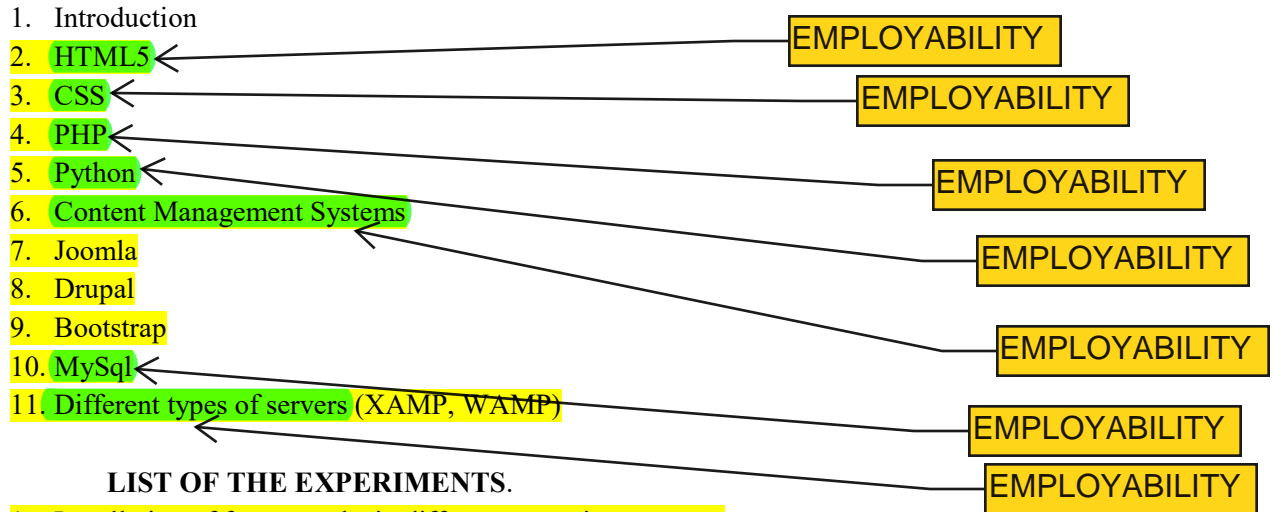 1. Introduction
2. HTML5
EMPLOYABILITY
3. CSS
EMPLOYABILITY
4. PHP
EMPLOYABILITY
5. Python
6. Content Management Systems
EMPLOYABILITY
7. Joomla
8. Drupal
9. Bootstrap
EMPLOYABILITY
10. MySql
11. Different types of servers (XAMP, WAMP)
EMPLOYABILITY
LIST OF THE EXPERIMENTS.
EMPLOYABILITY